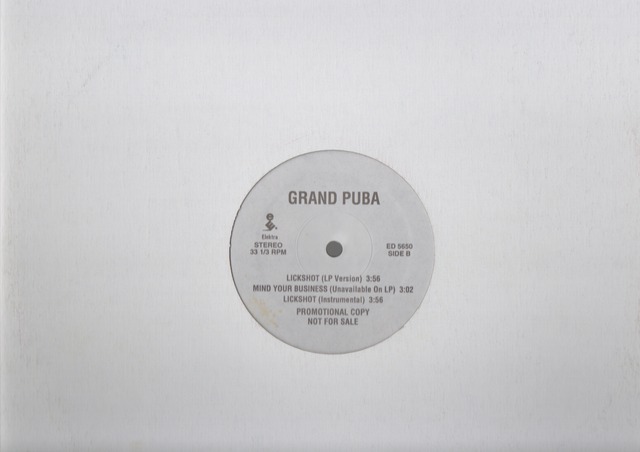 GRAND PUBA
Elektra
STEREO
33 1/3 RPM
ED 5650
SIDE B
LICKSHOT (LP Version) 3:56
MIND YOUR BUSINESS (Unavailable On LP) 3:02
LICKSHOT (Instrumental) 3:56
PROMOTIONAL COPY
NOT FOR SALE